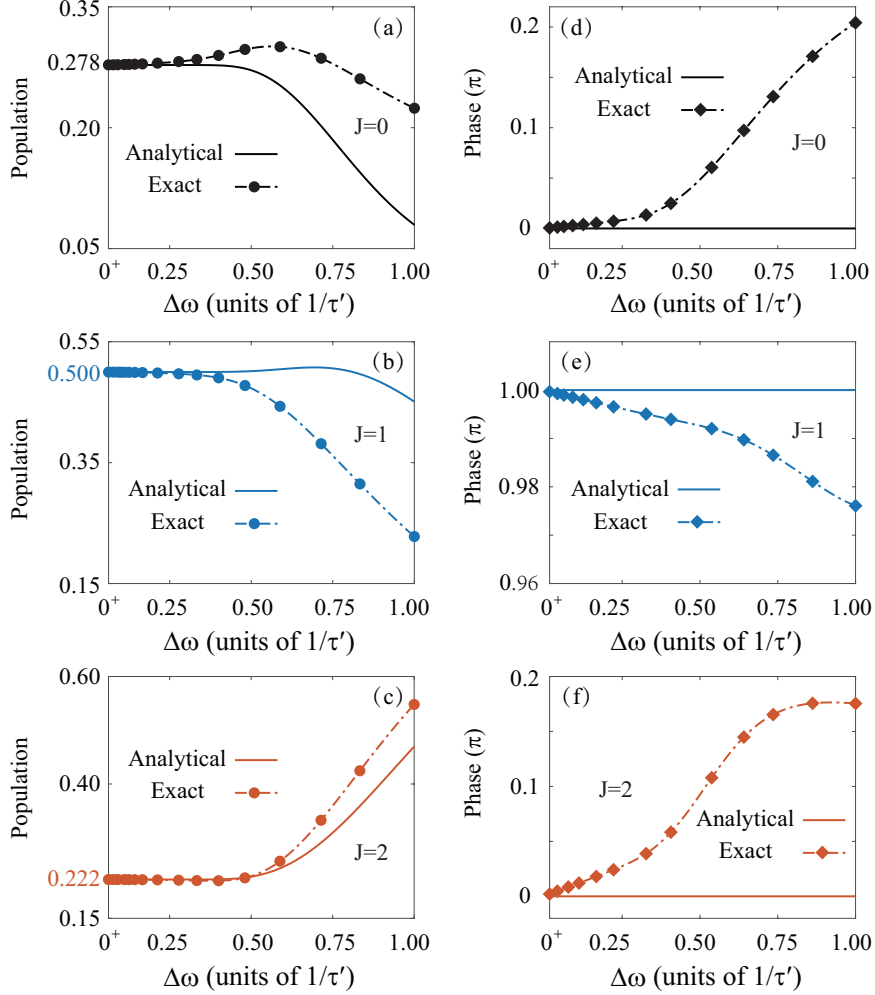 0.35
(a)
0.278
0.20
J=0
Analytical
Exact
Population
0.05
0⁺ 0.25 0.50 0.75 1.00
Δω (units of 1/τ′)
0.2
(d)
Analytical
Exact
0.1
J=0
Phase (π)
0
0⁺ 0.25 0.50 0.75 1.00
Δω (units of 1/τ′)
0.55
(b)
0.500
J=1
0.35
Analytical
Exact
Population
0.15
0⁺ 0.25 0.50 0.75 1.00
Δω (units of 1/τ′)
(e)
1.00
J=1
Phase (π)
0.98
Analytical
Exact
0.96
0⁺ 0.25 0.50 0.75 1.00
Δω (units of 1/τ′)
0.60
(c)
Analytical
0.40
Exact
Population
J=2
0.222
0.15
0⁺ 0.25 0.50 0.75 1.00
Δω (units of 1/τ′)
0.2
(f)
Phase (π)
J=2
0.1
Analytical
Exact
0
0⁺ 0.25 0.50 0.75 1.00
Δω (units of 1/τ′)